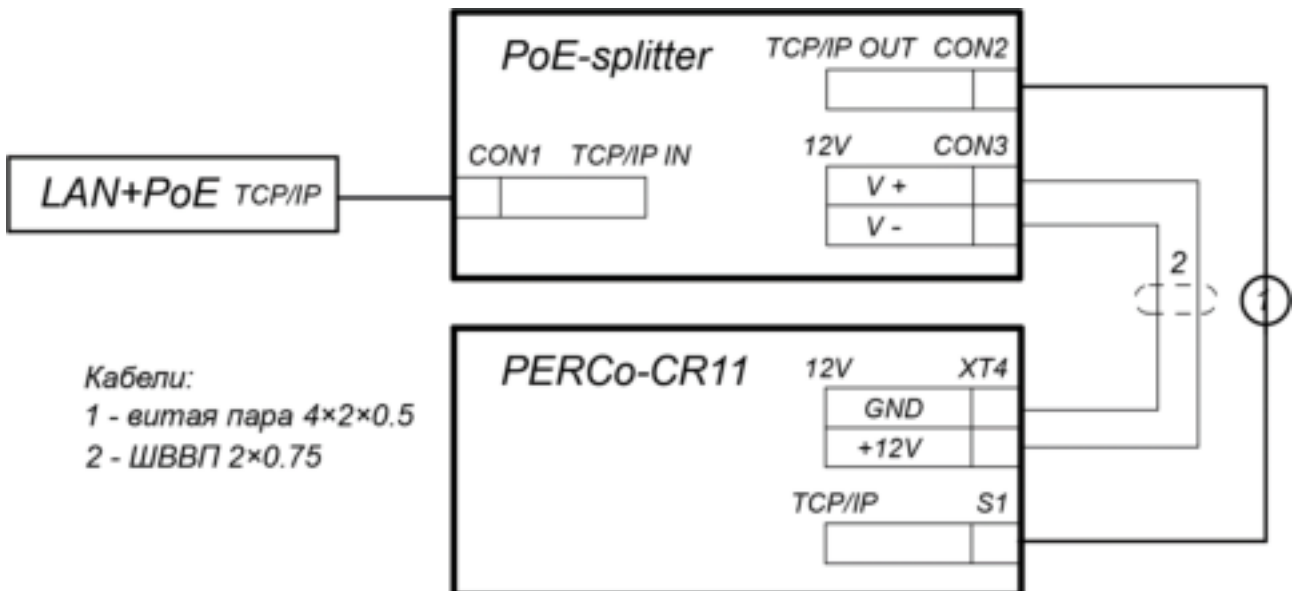 PoE-splitter
TCP/IP OUT CON2
12V CON3
V +
V -
CON1 TCP/IP IN
LAN+PoE TCP/IP
2
1
PERCo-CR11
12V XT4
GND
+12V
TCP/IP S1
Кабели:
1 - витая пара 4×2×0.5
2 - ШВВП 2×0.75